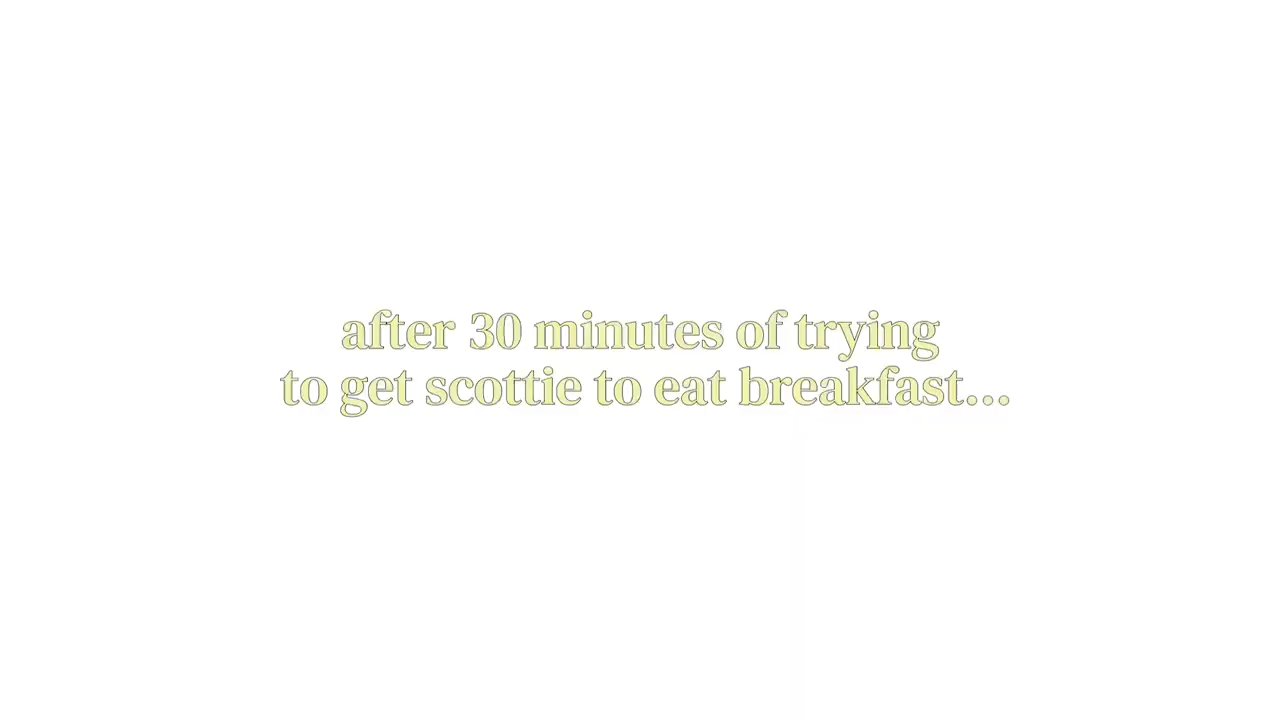 after 30 minutes of trying
to get scottie to eat breakfast...